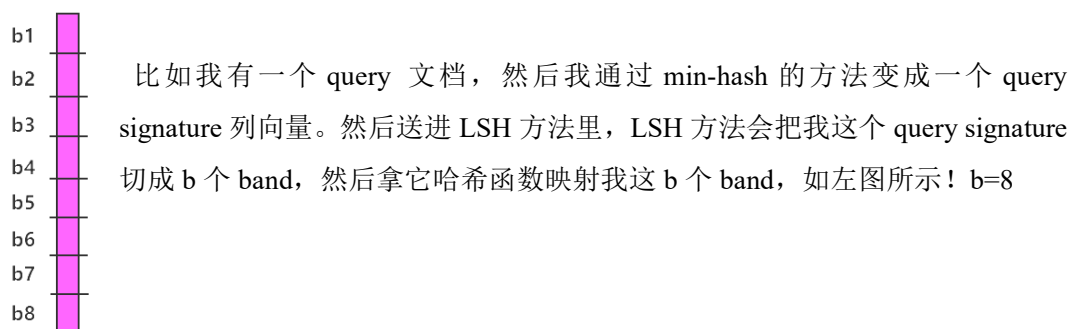 b1
b2
b3
b4
b5
b6
b7
b8
比如我有一个 query 文档，然后我通过 min-hash 的方法变成一个 query
signature 列向量。然后送进 LSH 方法里，LSH 方法会把我这个 query signature
切成 b 个 band，然后拿它哈希函数映射我这 b 个 band，如左图所示！b=8